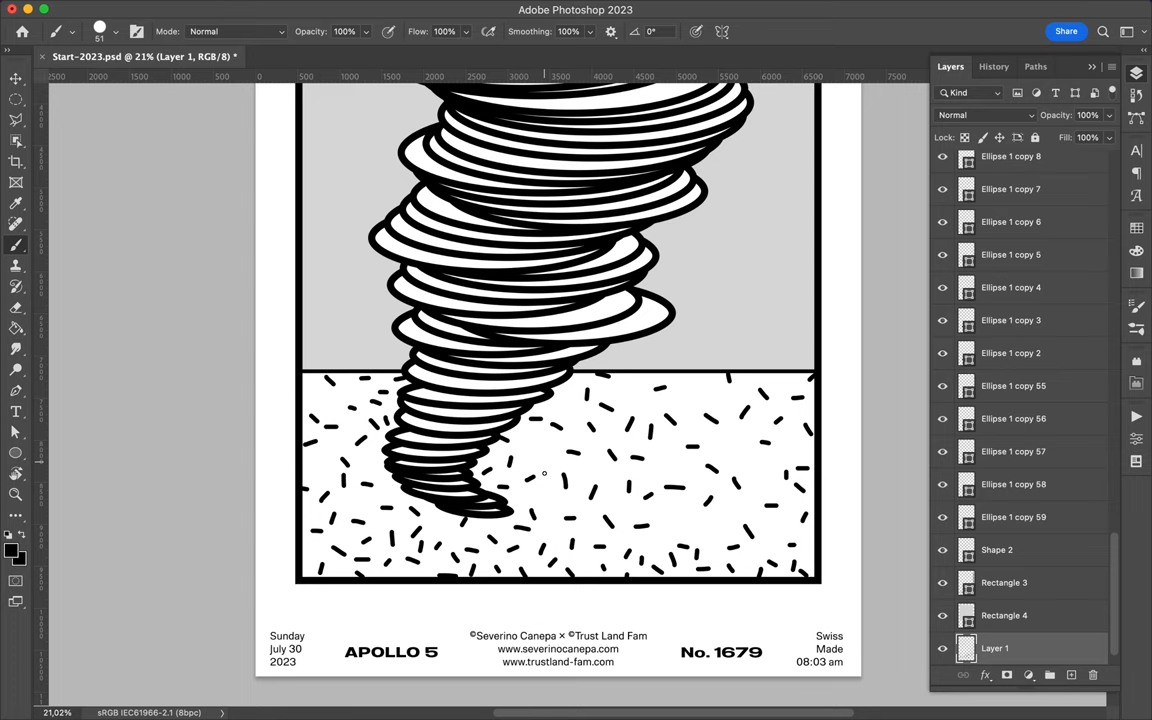 Adobe Photoshop 2023
51
Mode: Normal
Opacity: 100%
Flow: 100%
Smoothing: 100%
0°
Share
Start-2023.psd @ 21% (Layer 1, RGB/8) *
2000 1500 1000 500 0 500 1000 1500 2000 2500 3000 3500 4000 4500 5000 5500 6000 6500 7000 7500
Layers
History
Paths
Kind
Normal
Opacity: 100%
Lock:
Fill: 100%
Ellipse 1 copy 8
Ellipse 1 copy 7
Ellipse 1 copy 6
Ellipse 1 copy 5
Ellipse 1 copy 4
Ellipse 1 copy 3
Ellipse 1 copy 2
Ellipse 1 copy 55
Ellipse 1 copy 56
Ellipse 1 copy 57
Ellipse 1 copy 58
Ellipse 1 copy 59
Shape 2
Rectangle 3
Rectangle 4
Layer 1
Sunday
July 30
2023
APOLLO 5
©Severino Canepa × ©Trust Land Fam
www.severinocanepa.com
www.trustland-fam.com
No. 1679
Swiss
Made
08:03 am
21,02%
sRGB IEC61966-2.1 (8bpc)